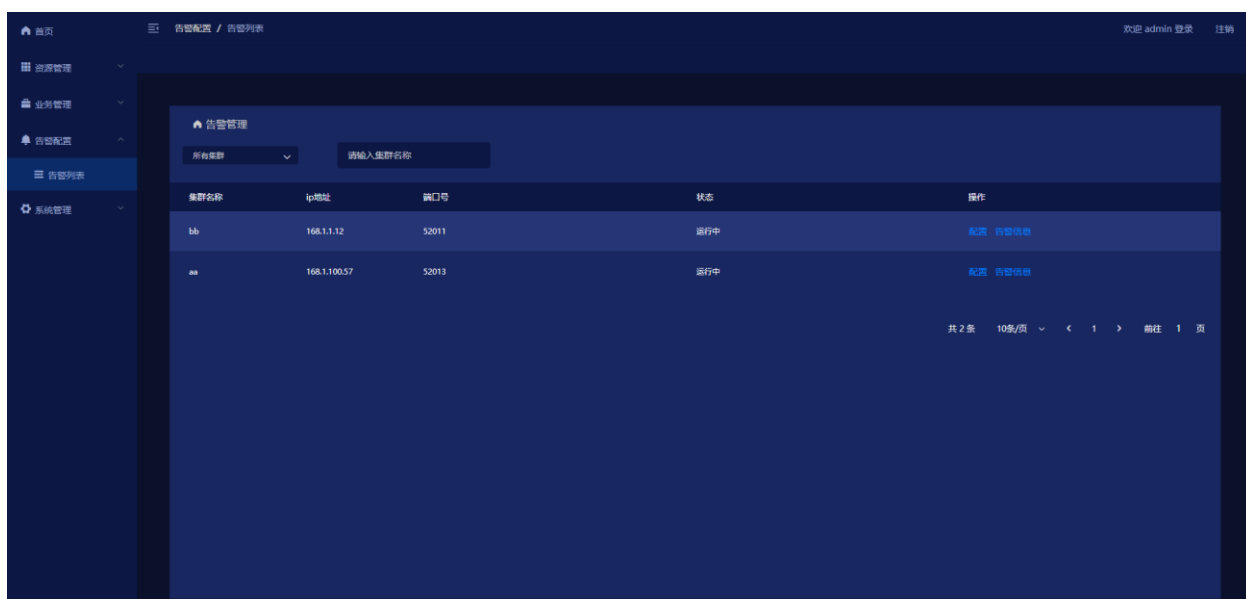 首页
告警配置 / 告警列表
欢迎 admin 登录 注销
资源管理
业务管理
告警配置
告警列表
系统管理
告警管理
所有集群 请输入集群名称
集群名称 ip地址 端口号 状态 操作
bb 168.1.1.12 52011 运行中 配置 告警信息
aa 168.1.100.57 52013 运行中 配置 告警信息
共 2 条 10条/页 1 前往 1 页